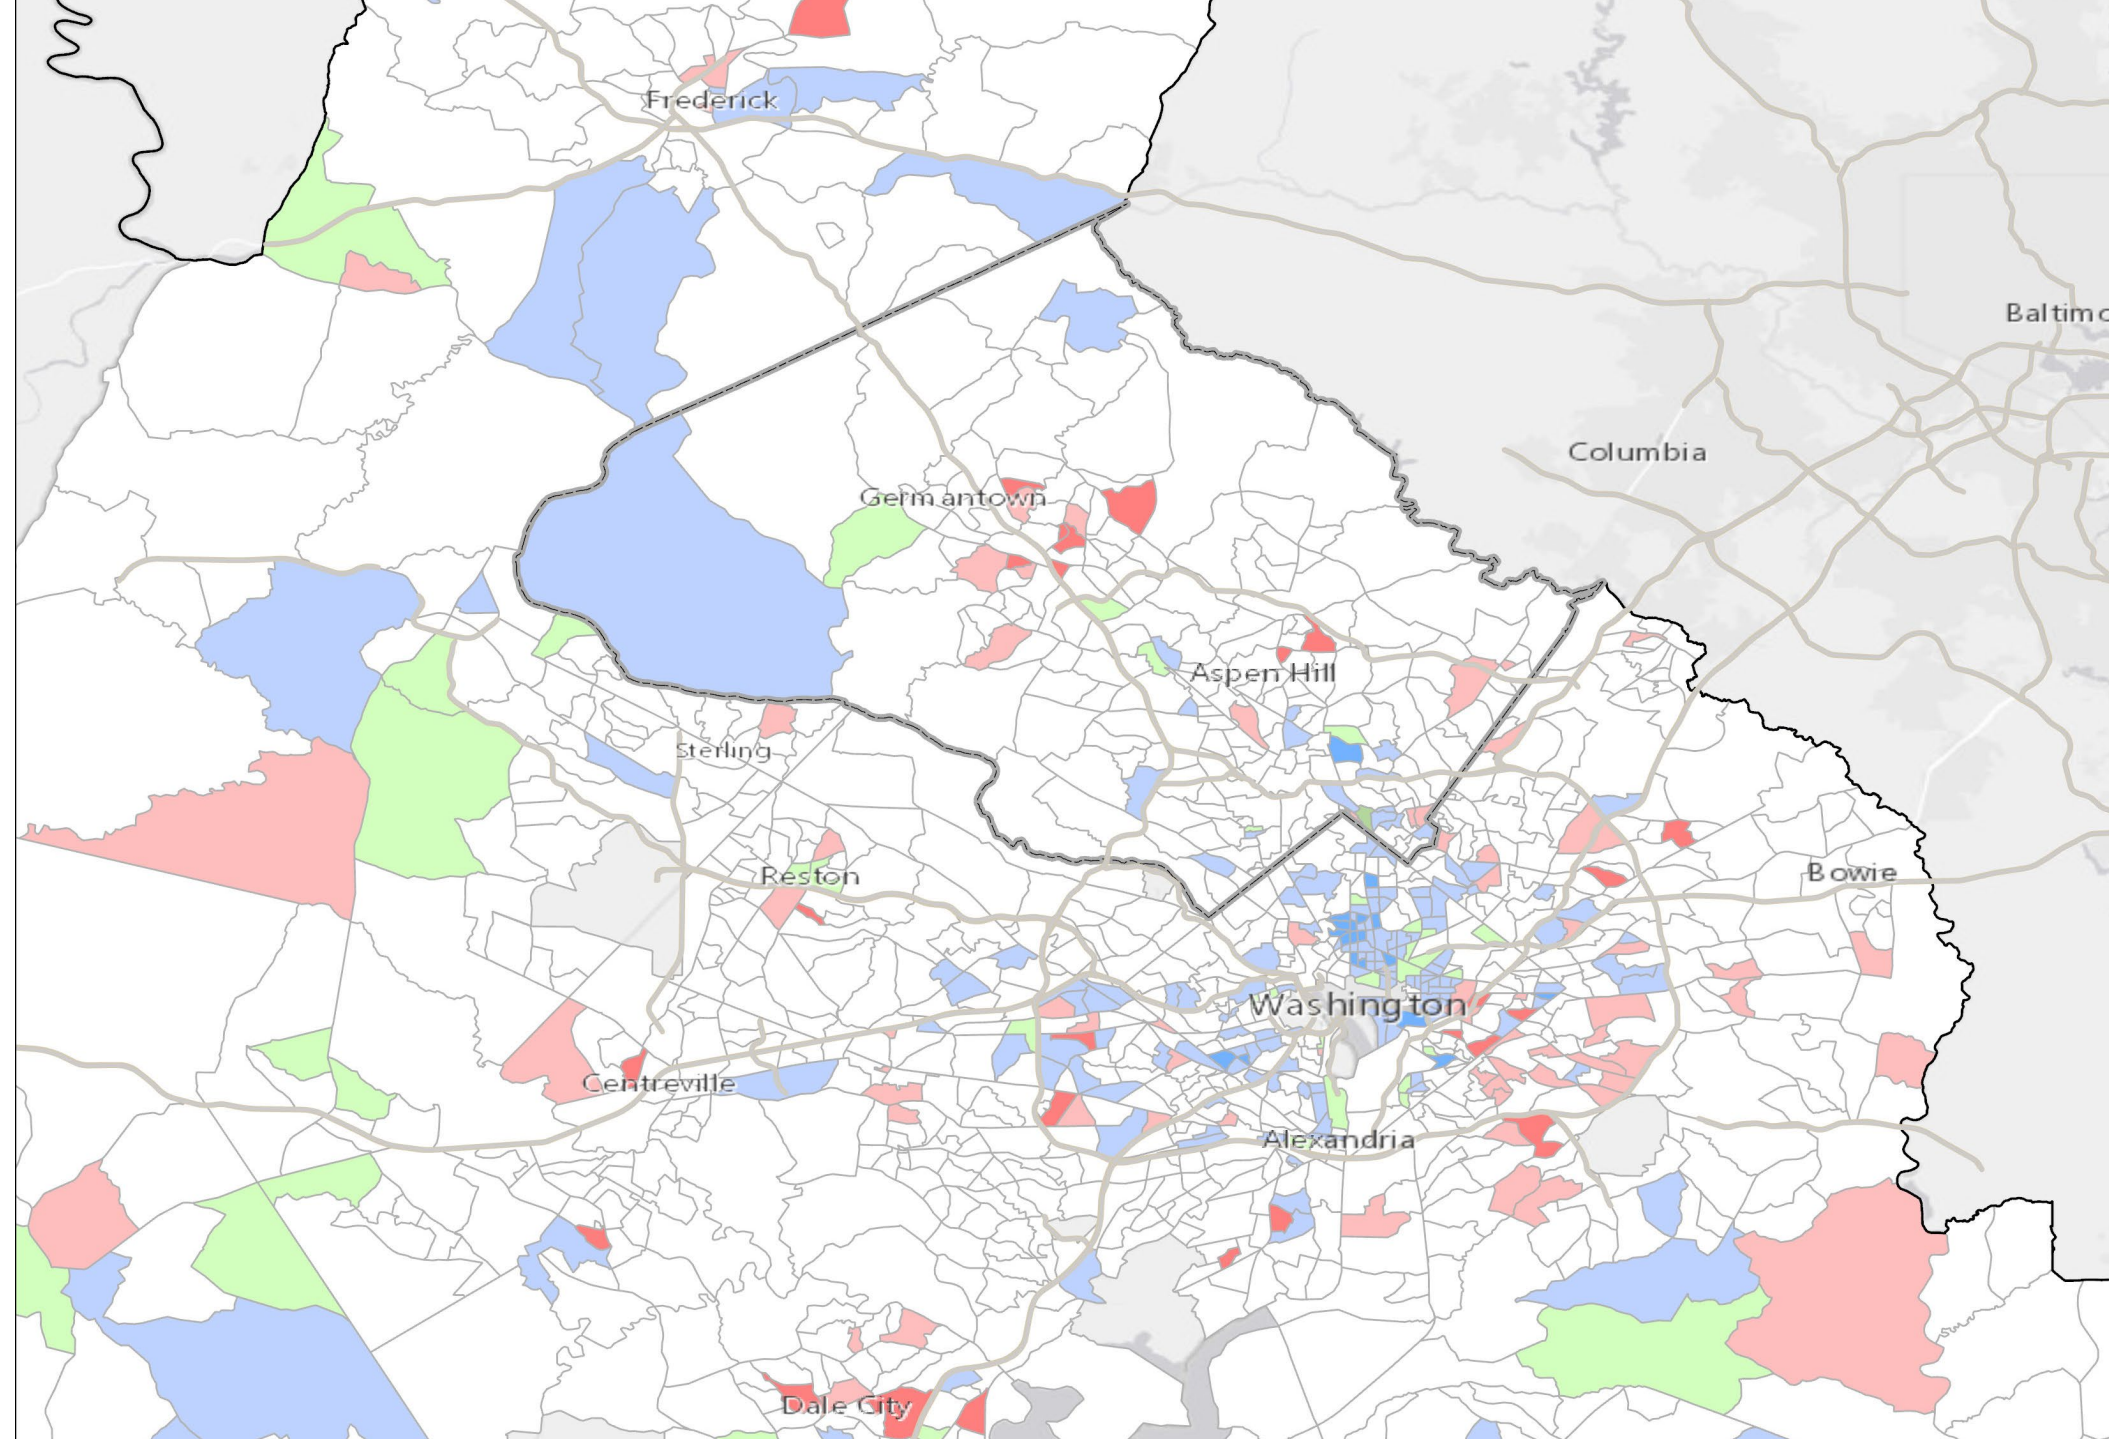 Frederick
Baltimo
Columbia
Germantown
Aspen Hill
Sterling
Reston
Bowie
Washington
Centreville
Alexandria
Dale City